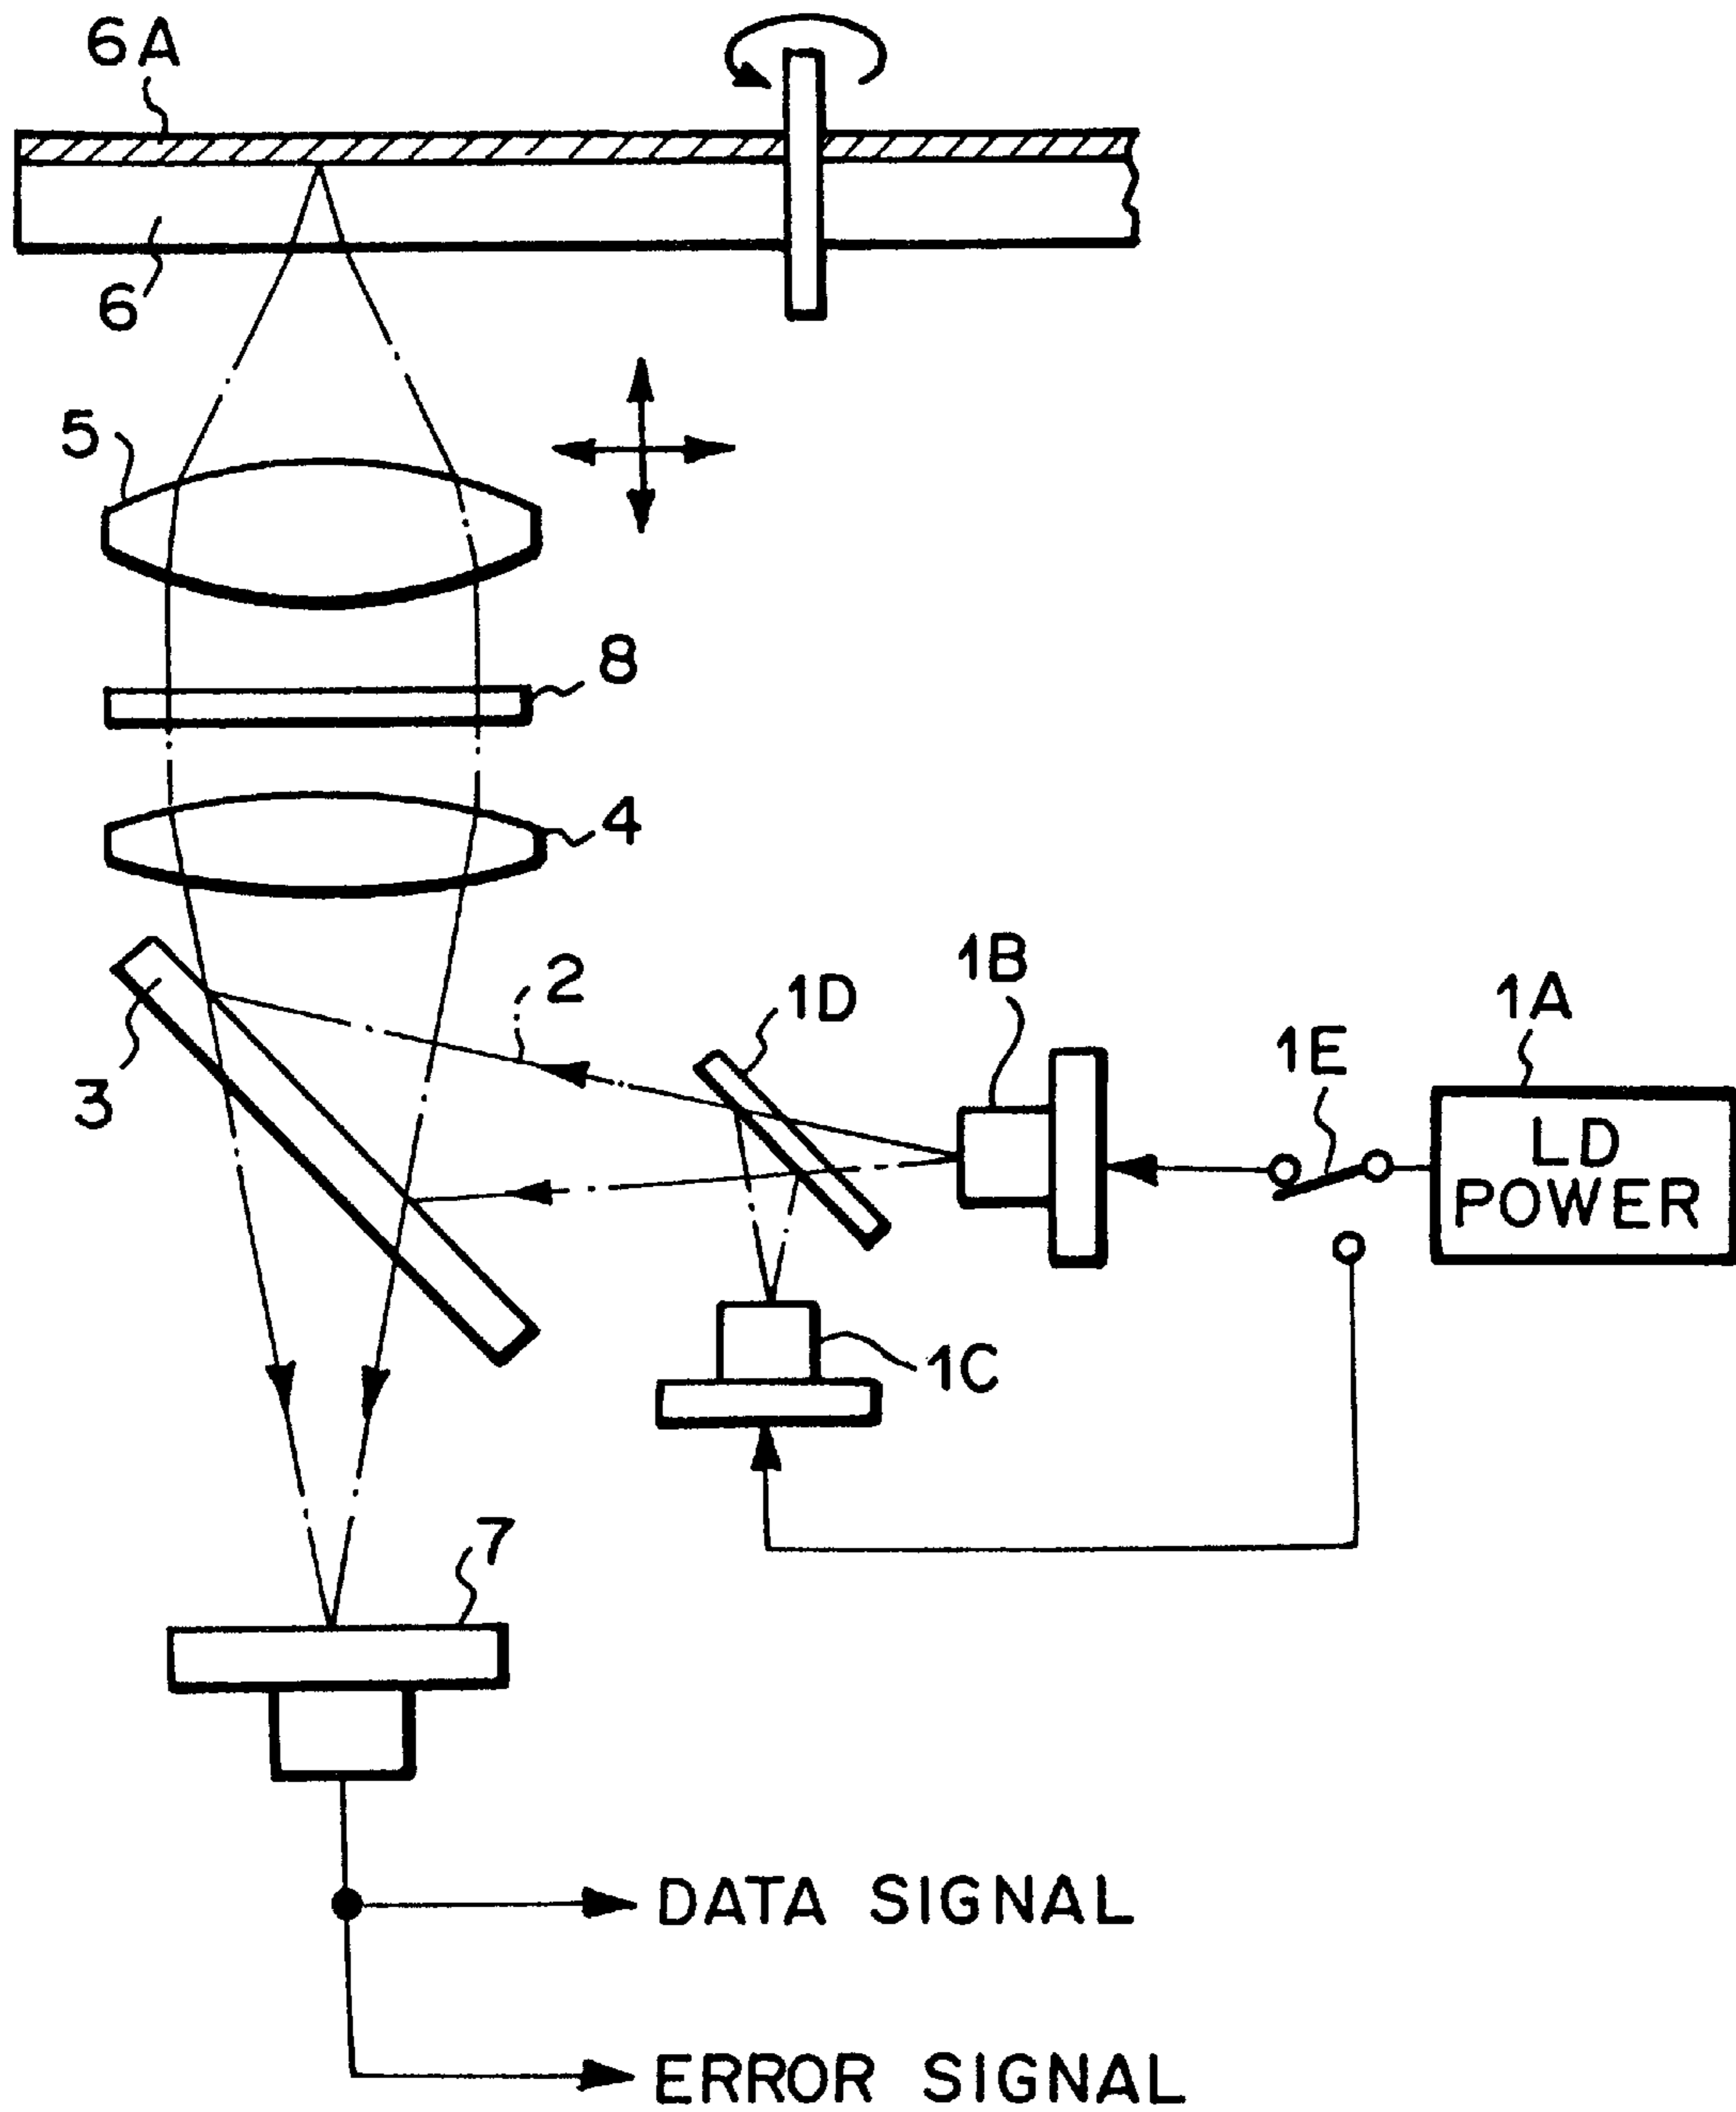 6A
6
5
8
4
2
1D
1B
1E
1A
3
LD
POWER
1C
7
DATA SIGNAL
ERROR SIGNAL